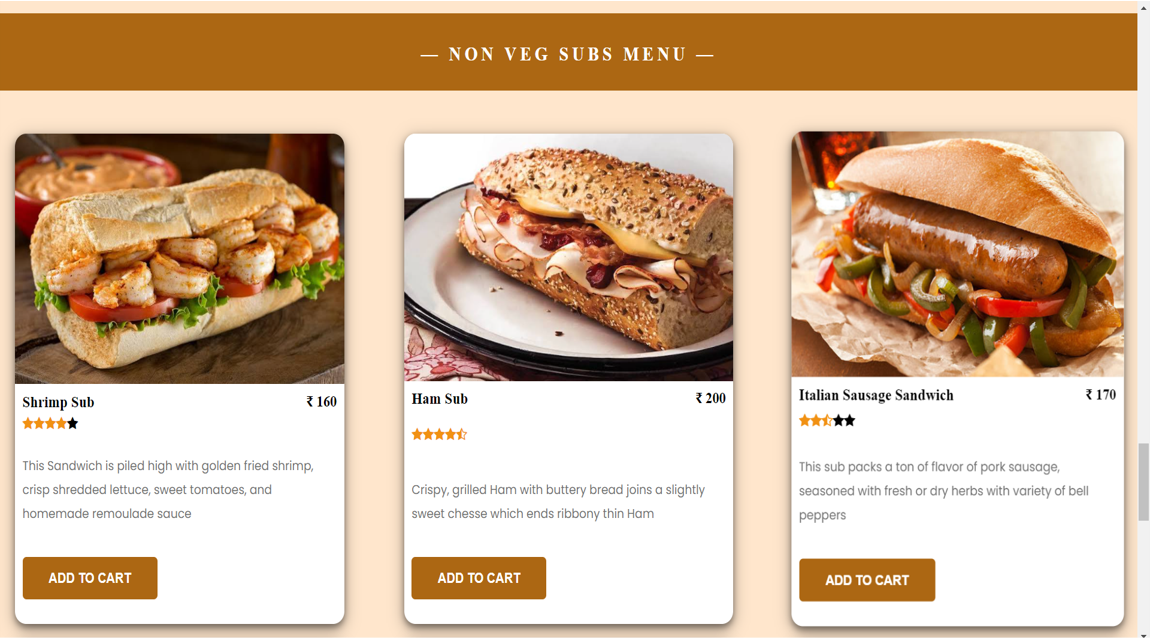 — NON VEG SUBS MENU —
Shrimp Sub ₹ 160
This Sandwich is piled high with golden fried shrimp,
crisp shredded lettuce, sweet tomatoes, and
homemade remoulade sauce
ADD TO CART
Ham Sub ₹ 200
Crispy, grilled Ham with buttery bread joins a slightly
sweet chesse which ends ribbony thin Ham
ADD TO CART
Italian Sausage Sandwich ₹ 170
This sub packs a ton of flavor of pork sausage,
seasoned with fresh or dry herbs with variety of bell
peppers
ADD TO CART